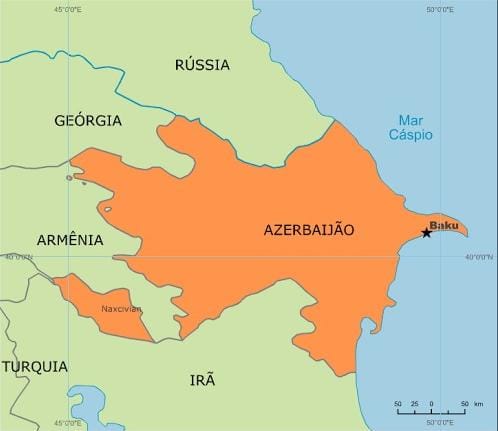 45°0'0"E
50°0'0"E
RÚSSIA
GEÓRGIA
Mar
Cáspio
Baku
AZERBAIJÃO
ARMÊNIA
40°0'0"N
40°0'0"N
Naxcivian
TURQUIA
IRÃ
50 25 0 50 km
45°0'0"E
50°0'0"E